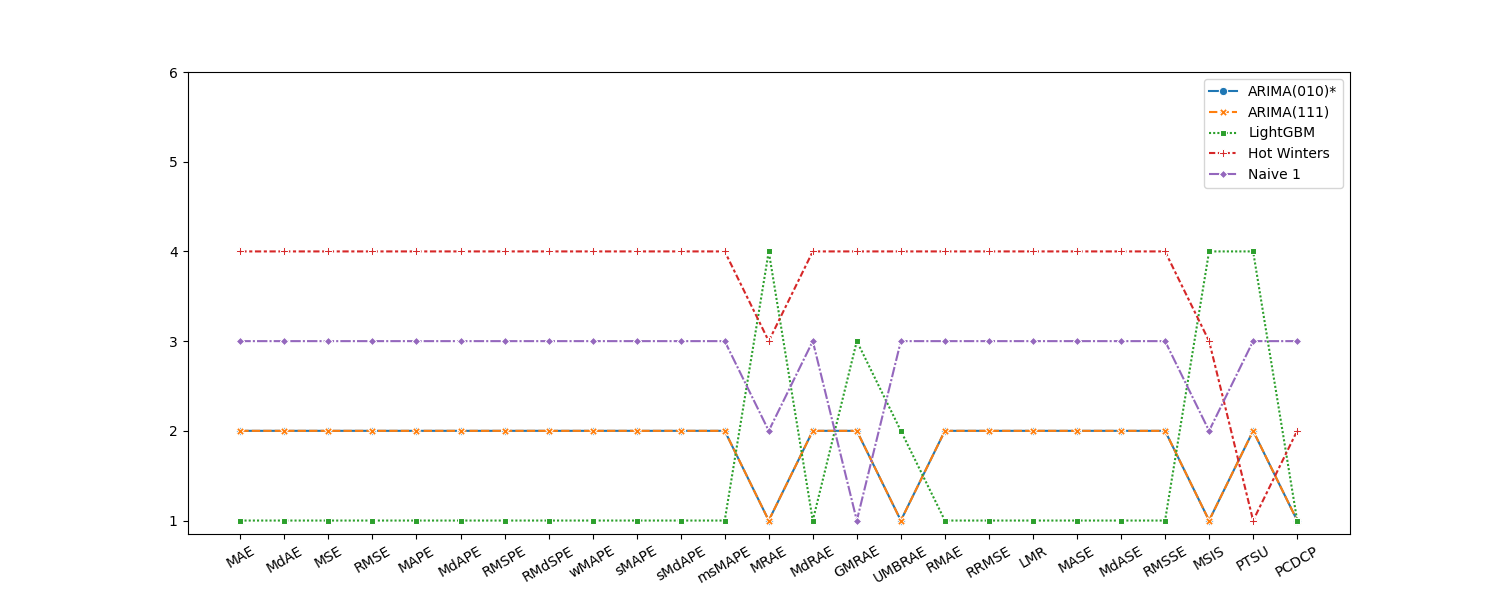 6
5
4
3
2
1
ARIMA(010)*
ARIMA(111)
LightGBM
Hot Winters
Naive 1
MAE MdAE MSE RMSE MAPE MdAPE RMSPE RMdSPE wMAPE sMAPE sMdAPE msMAPE MRAE MdRAE GMRAE UMBRAE RMAE RRMSE LMR MASE MdASE RMSSE MSIS PTSU PCDCP